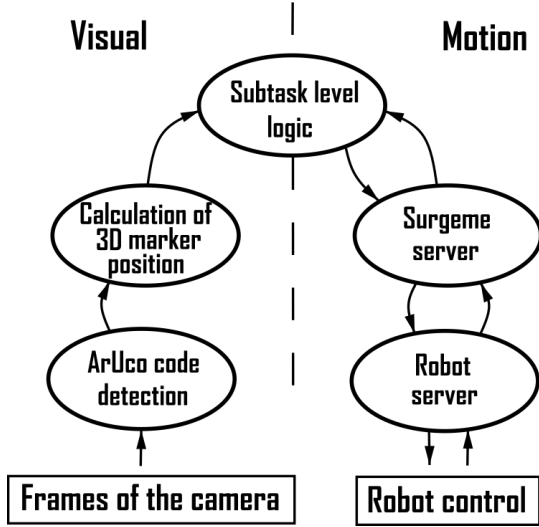 Visual
Motion
Subtask level
logic
Calculation of
3D marker
position
Surgeme
server
ArUco code
detection
Robot
server
Frames of the camera
Robot control